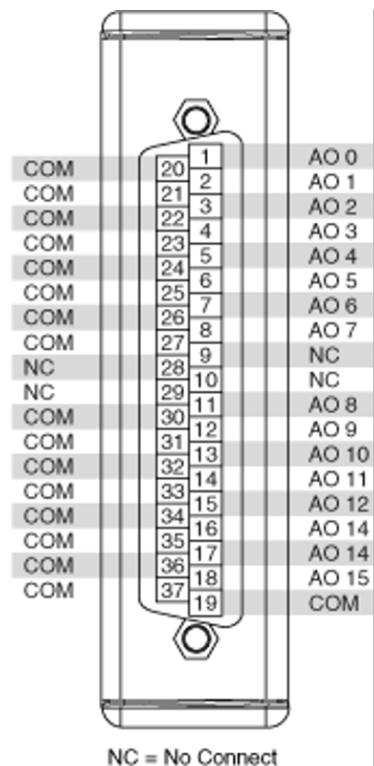 1 AO 0
COM 20
2 AO 1
COM 21
3 AO 2
COM 22
4 AO 3
COM 23
5 AO 4
COM 24
6 AO 5
COM 25
7 AO 6
COM 26
8 AO 7
COM 27
9 NC
NC 28
10 NC
NC 29
11 AO 8
COM 30
12 AO 9
COM 31
13 AO 10
COM 32
14 AO 11
COM 33
15 AO 12
COM 34
16 AO 14
COM 35
17 AO 14
COM 36
18 AO 15
COM 37
19 COM
NC = No Connect